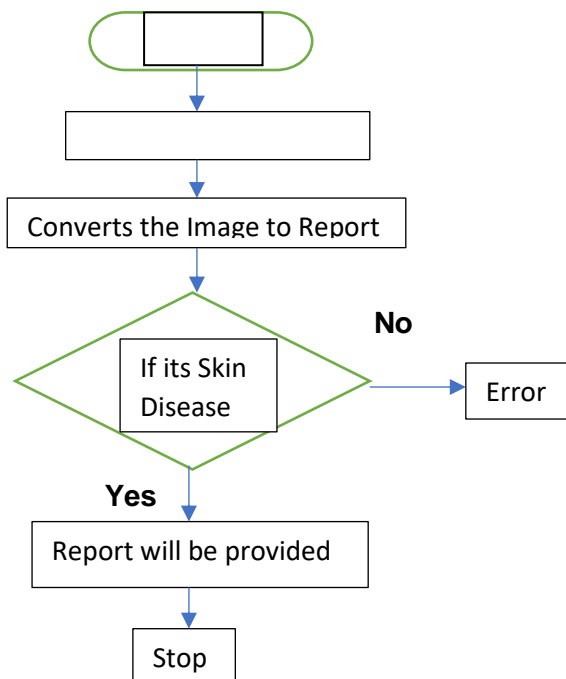 Converts the Image to Report
No
If its Skin
Disease
Error
Yes
Report will be provided
Stop